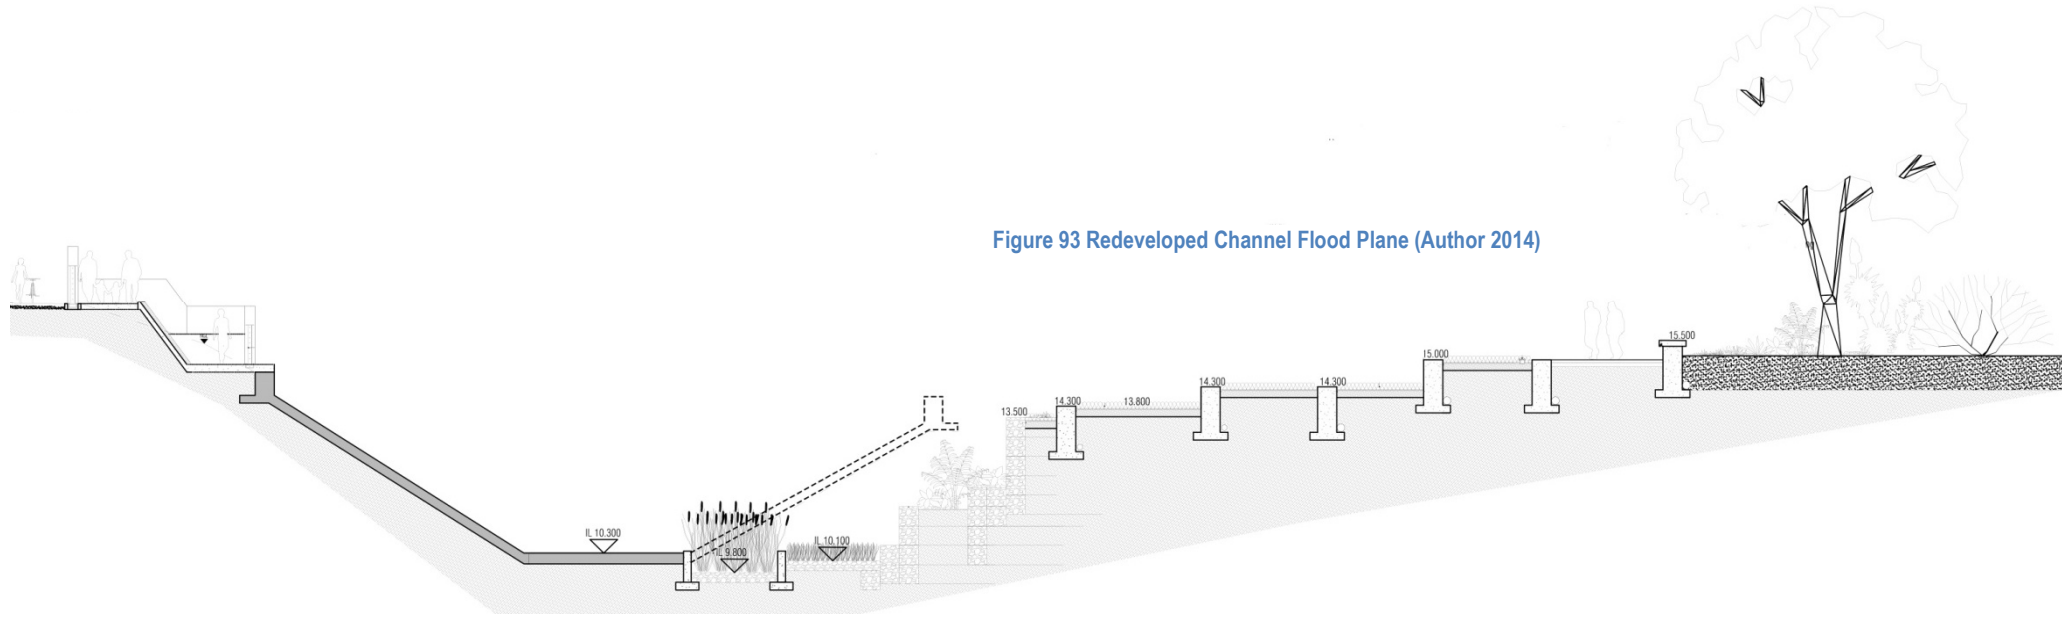 Figure 93 Redeveloped Channel Flood Plane (Author 2014)
15.500
15.000
14.300
14.300
13.800
14.300
13.500
IL 10.300
IL 10.100
IL 9.800